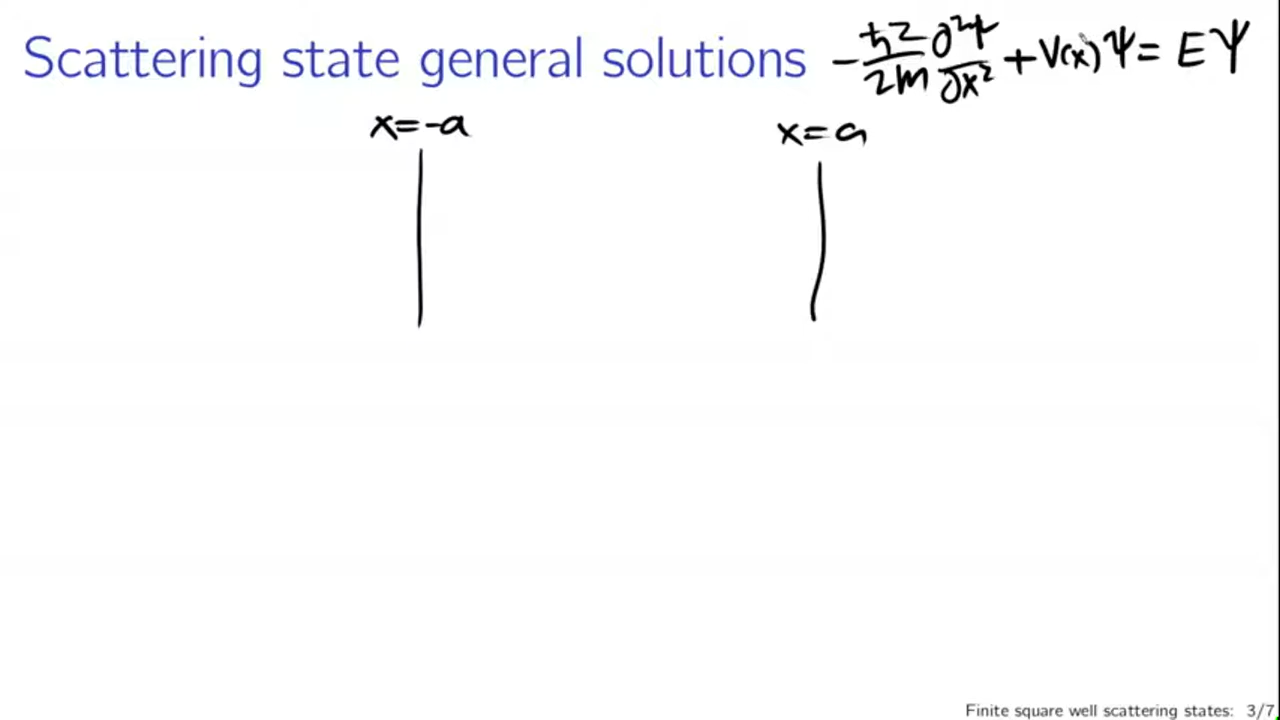 Scattering state general solutions -ħ²/2m ∂²ψ/∂x² + V(x)ψ = Eψ
x=-a
x=a
Finite square well scattering states: 3/7